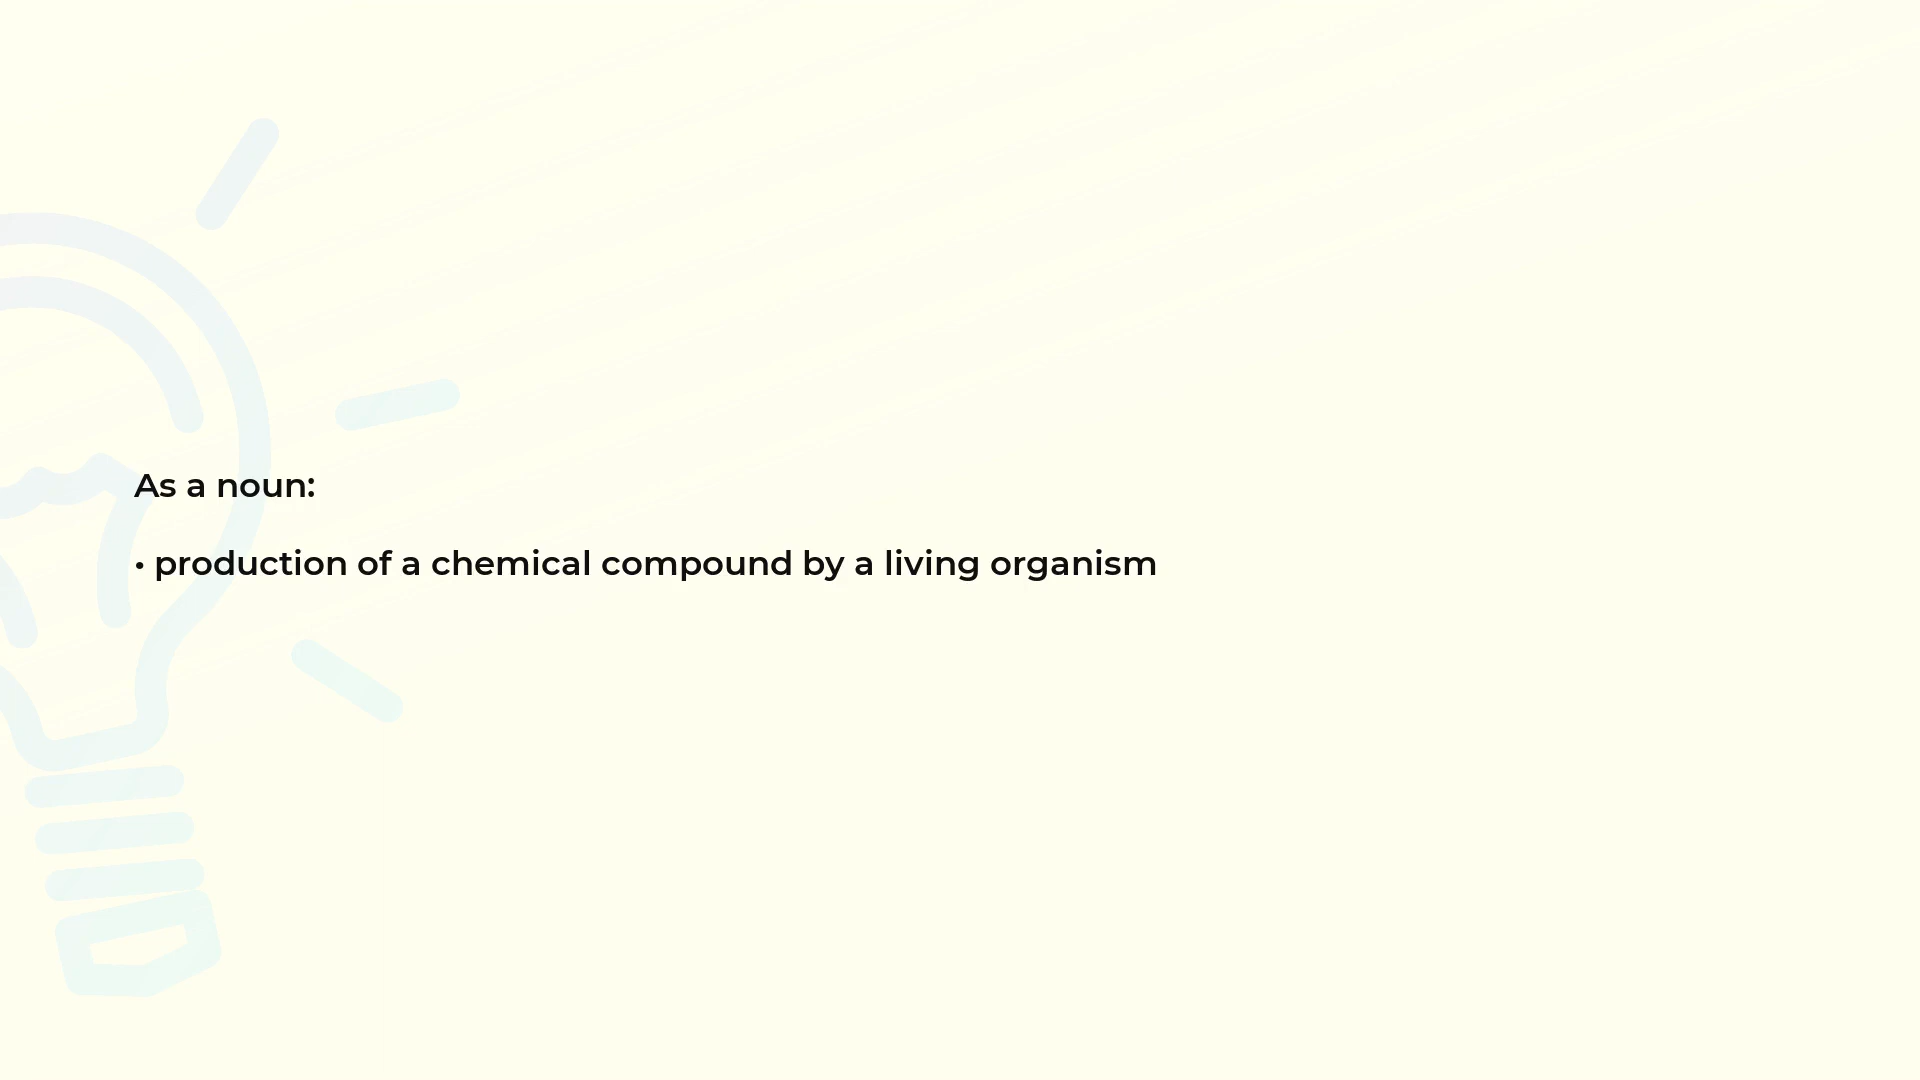 As a noun:
• production of a chemical compound by a living organism